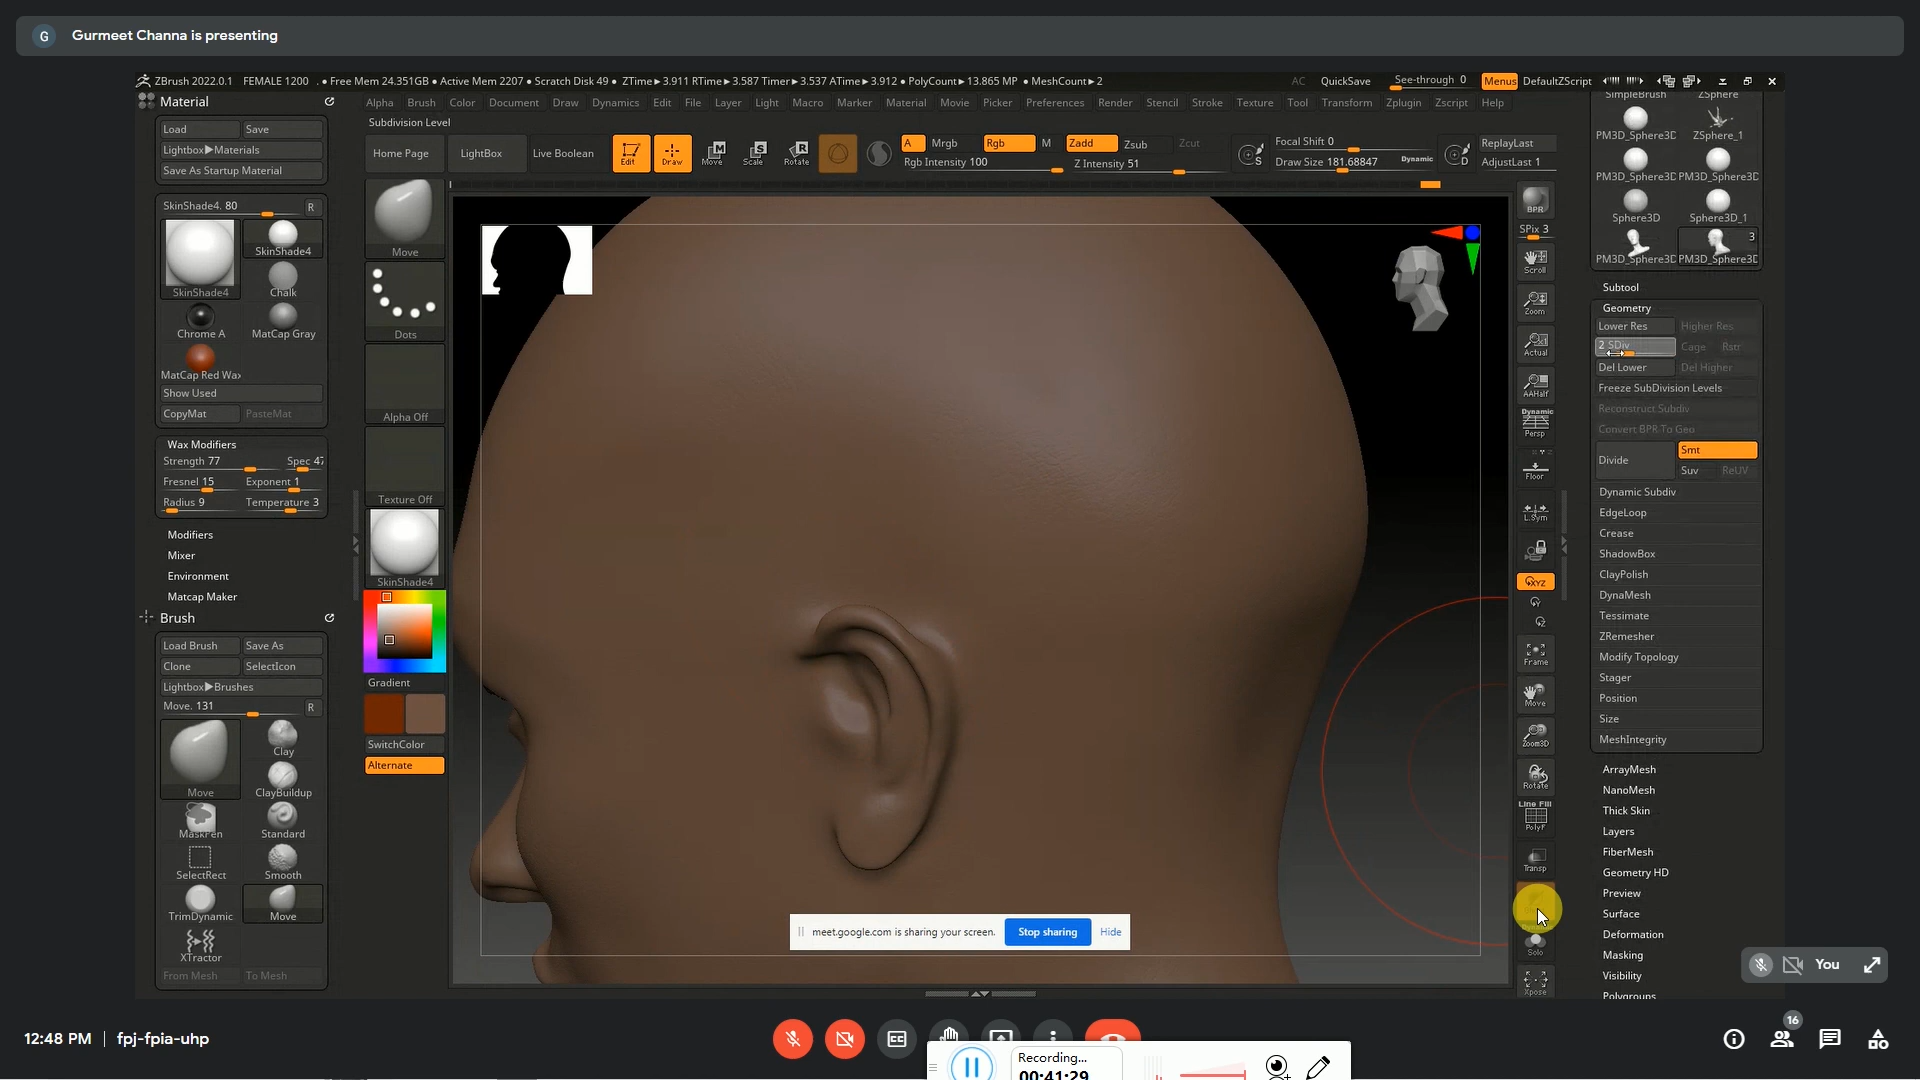 G Gurmeet Channa is presenting
ZBrush 2022.0.1 FEMALE 1200 . • Free Mem 24.351GB • Active Mem 2207 • Scratch Disk 49 • ZTime►3.911 RTime►3.587 Timer►3.537 ATime►3.912 • PolyCount►13.865 MP • MeshCount►2
AC QuickSave See-through 0 Menus DefaultZScript
Material
Alpha Brush Color Document Draw Dynamics Edit File Layer Light Macro Marker Material Movie Picker Preferences Render Stencil Stroke Texture Tool Transform Zplugin Zscript Help
Subdivision Level
Load Save
Lightbox►Materials
Save As Startup Material
Home Page LightBox Live Boolean Edit Draw Move Scale Rotate
A Mrgb Rgb M Zadd Zsub Zcut
Rgb Intensity 100 Z Intensity 51
S Focal Shift 0
Draw Size 181.68847 Dynamic D
ReplayLast
AdjustLast 1
SkinShade4. 80 R
SkinShade4
SkinShade4 Chalk
Chrome A MatCap Gray
MatCap Red Wax
Show Used
CopyMat PasteMat
Wax Modifiers
Strength 77 Spec 47
Fresnel 15 Exponent 1
Radius 9 Temperature 3
Modifiers
Mixer
Environment
Matcap Maker
Brush
Load Brush Save As
Clone SelectIcon
Lightbox►Brushes
Move. 131 R
Clay
Move ClayBuildup
MaskPen Standard
SelectRect Smooth
TrimDynamic Move
XTractor
From Mesh To Mesh
Move
Dots
Alpha Off
Texture Off
SkinShade4
Gradient
SwitchColor
Alternate
BPR
SPix 3
Scroll
Zoom
Actual
AAHalf
Dynamic
Persp
Floor
L.Sym
XYZ
Frame
Move
Zoom3D
Rotate
Line Fill
PolyF
Transp
Solo
Xpose
SimpleBrush ZSphere
PM3D_Sphere3D ZSphere_1
PM3D_Sphere3D PM3D_Sphere3D
Sphere3D Sphere3D_1
3
PM3D_Sphere3D PM3D_Sphere3D
Subtool
Geometry
Lower Res Higher Res
2 SDiv Cage Rstr
Del Lower Del Higher
Freeze SubDivision Levels
Reconstruct Subdiv
Convert BPR To Geo
Divide Smt
Suv ReUV
Dynamic Subdiv
EdgeLoop
Crease
ShadowBox
ClayPolish
DynaMesh
Tessimate
ZRemesher
Modify Topology
Stager
Position
Size
MeshIntegrity
ArrayMesh
NanoMesh
Thick Skin
Layers
FiberMesh
Geometry HD
Preview
Surface
Deformation
Masking
Visibility
Polygroups
meet.google.com is sharing your screen. Stop sharing Hide
You
12:48 PM | fpj-fpia-uhp
16
Recording...
00:41:29